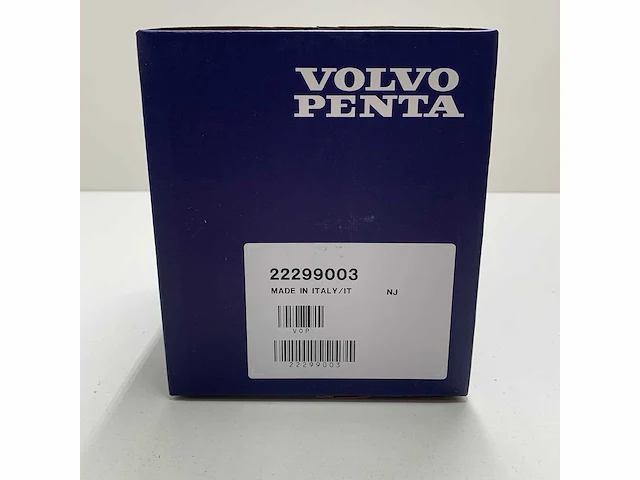 VOLVO
PENTA
22299003
MADE IN ITALY/IT NJ
VOP
22299003